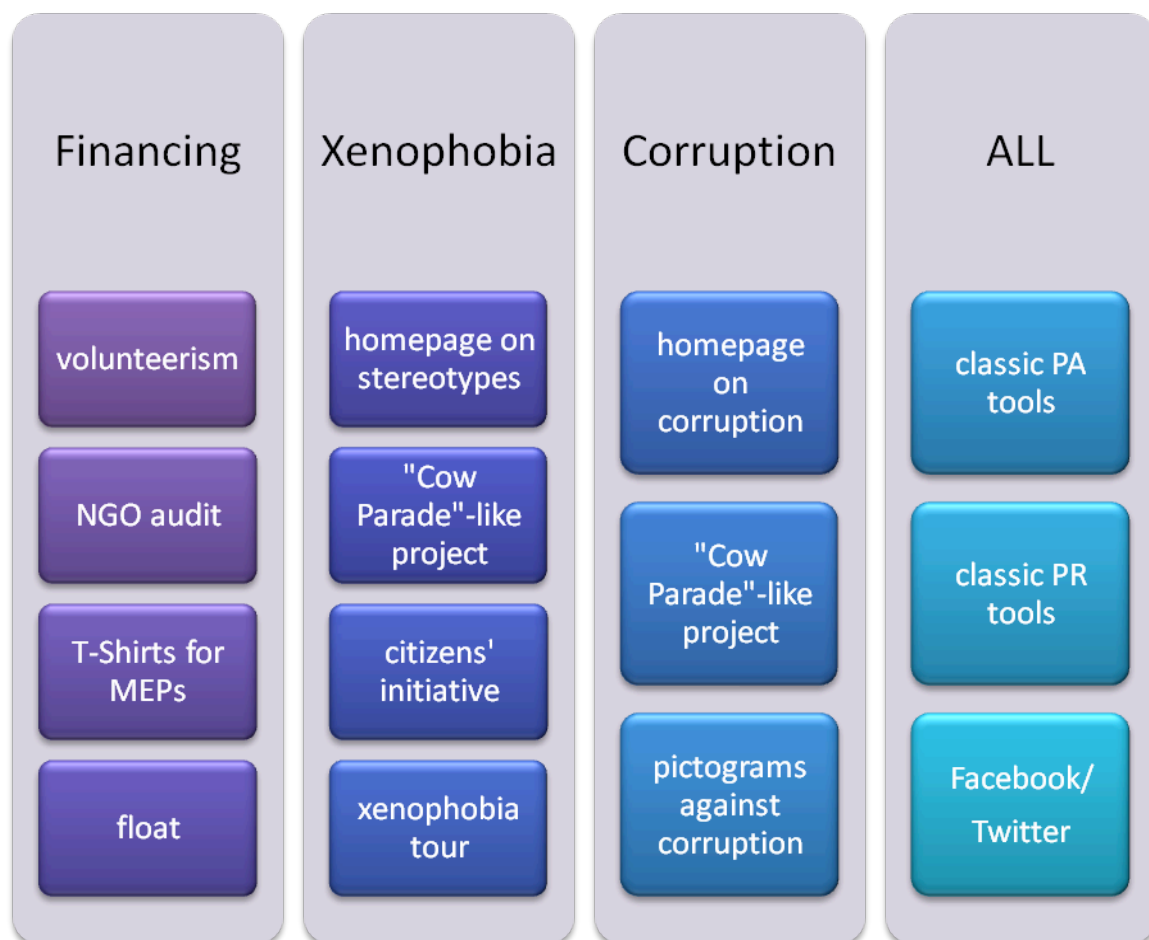 Financing
volunteerism
NGO audit
T-Shirts for
MEPs
float
Xenophobia
homepage on
stereotypes
"Cow
Parade"-like
project
citizens'
initiative
xenophobia
tour
Corruption
homepage
on
corruption
"Cow
Parade"-like
project
pictograms
against
corruption
ALL
classic PA
tools
classic PR
tools
Facebook/
Twitter